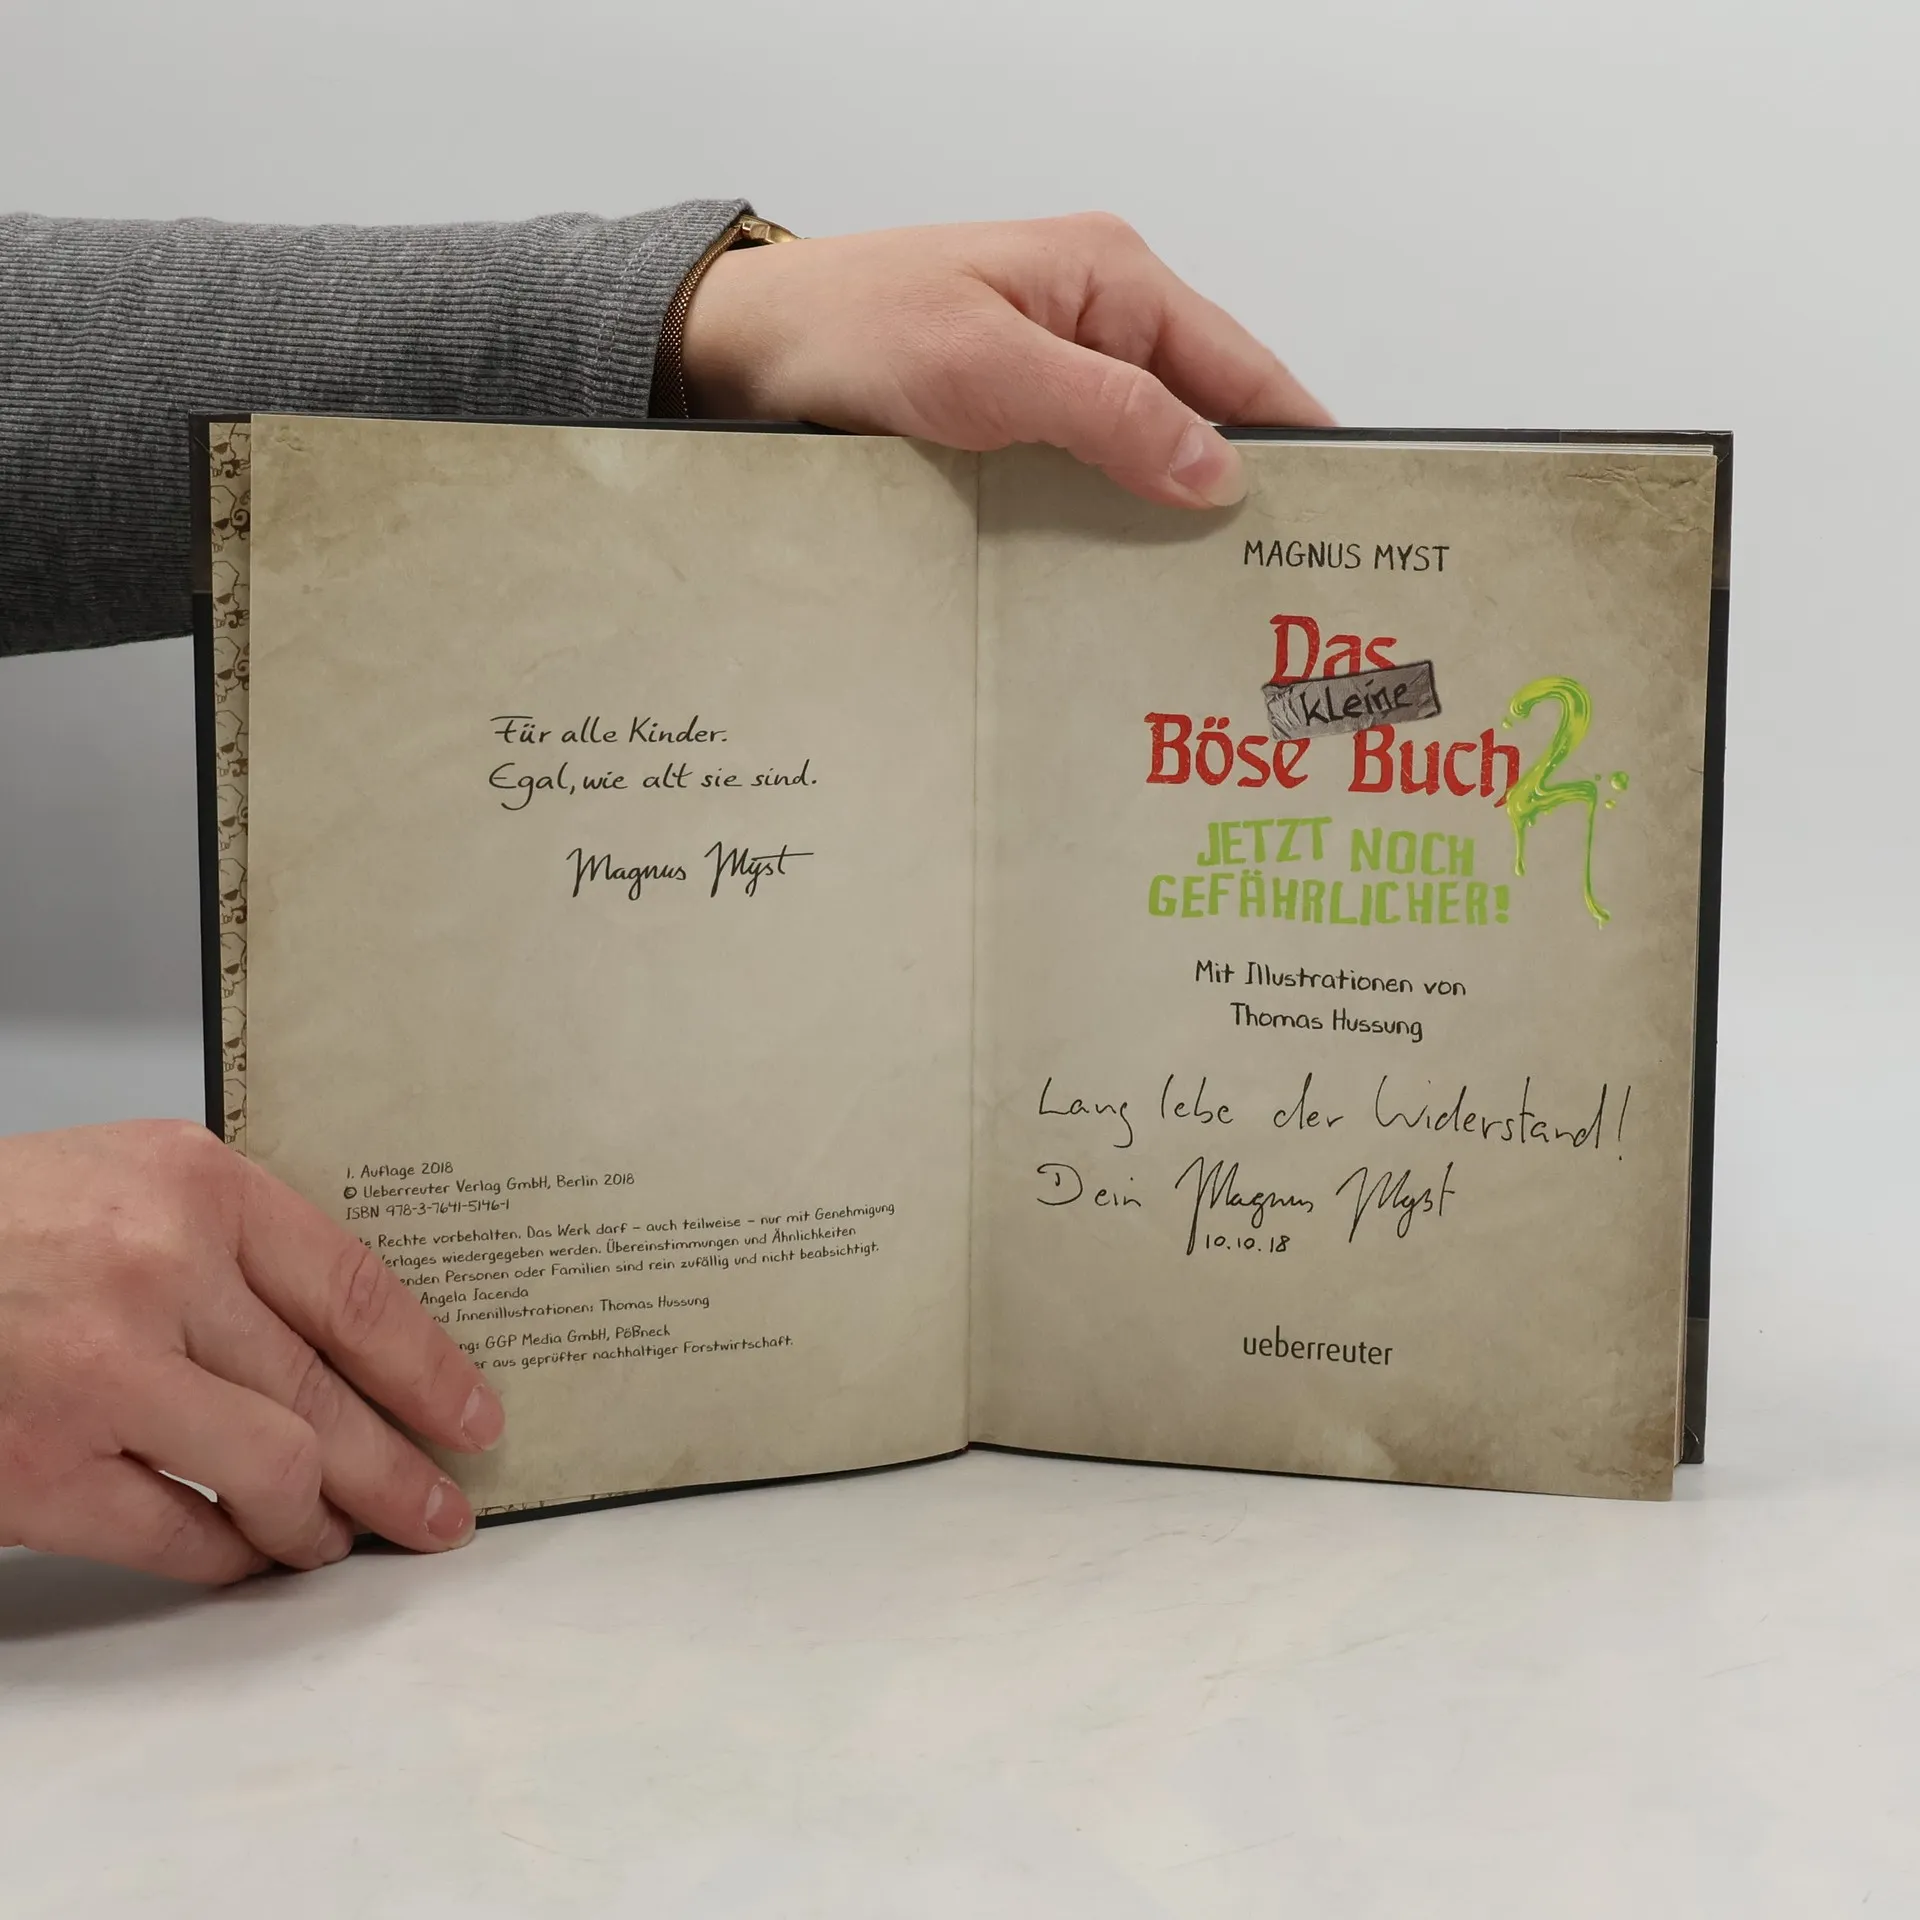 Für alle Kinder.
Egal, wie alt sie sind.
Magnus Myst
1. Auflage 2018
© Ueberreuter Verlag GmbH, Berlin 2018
ISBN 978-3-7641-5146-1
Rechte vorbehalten. Das Werk darf – auch teilweise – nur mit Genehmigung
wiedergegeben werden. Übereinstimmungen und Ähnlichkeiten
Personen oder Familien sind rein zufällig und nicht beabsichtigt.
Angela Iacenda
Innenillustrationen: Thomas Hussung
GGP Media GmbH, Pößneck
aus geprüfter nachhaltiger Forstwirtschaft.
MAGNUS MYST
Das
kleine
Böse Buch 2
JETZT NOCH
GEFÄHRLICHER!
Mit Illustrationen von
Thomas Hussung
Lang lebe der Widerstand!
Dein Magnus Myst
10.10.18
ueberreuter